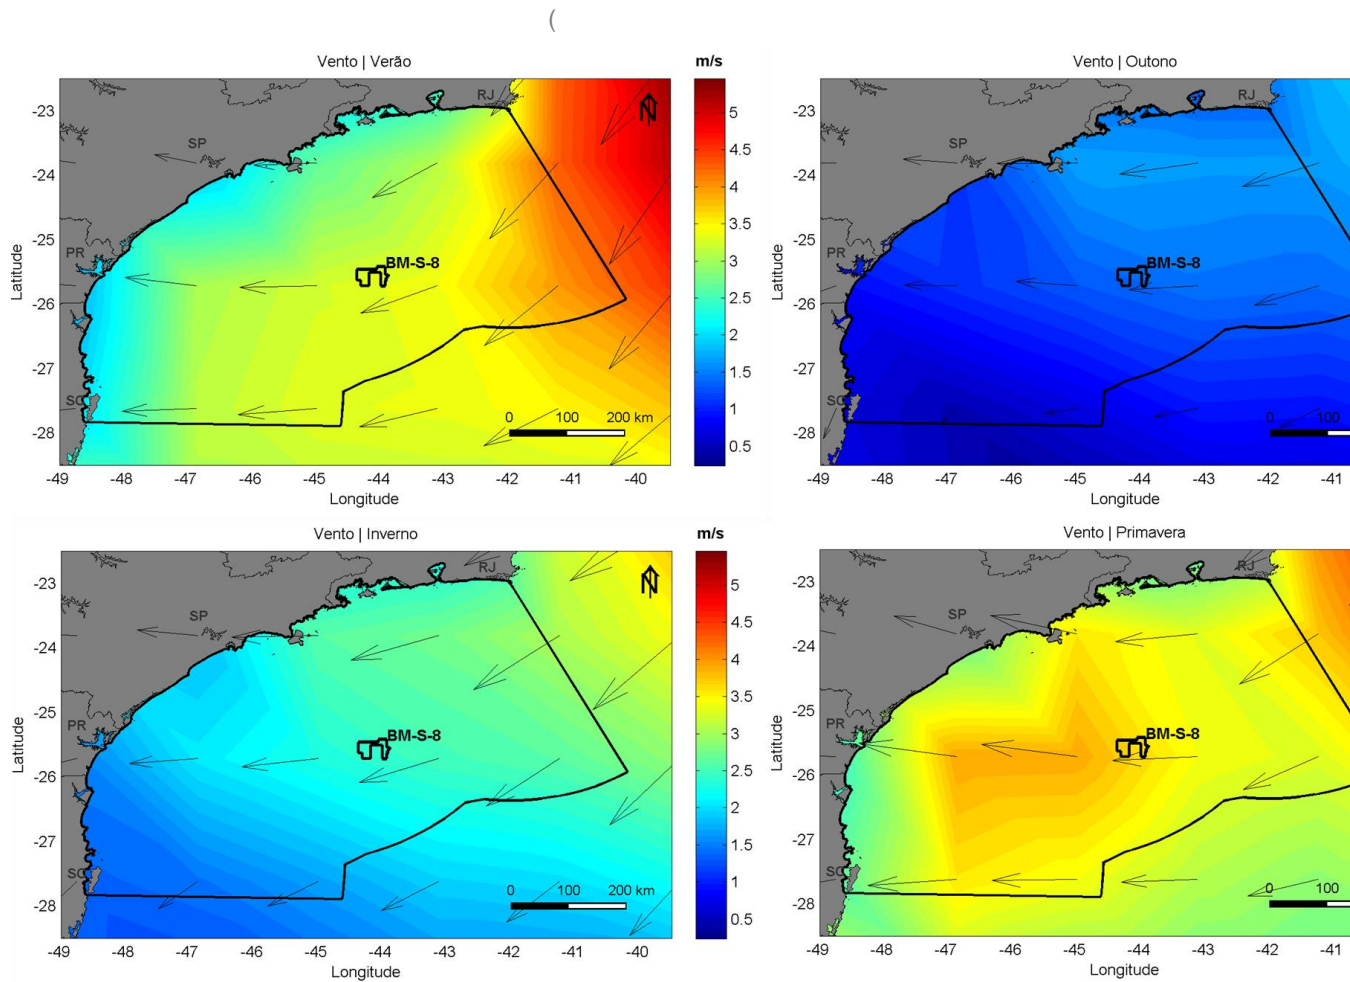 (
Vento | Verão
m/s
Latitude
-23
-24
-25
-26
-27
-28
RJ
SP
PR
SC
BM-S-8
N
0 100 200 km
5
4.5
4
3.5
3
2.5
2
1.5
1
0.5
-49 -48 -47 -46 -45 -44 -43 -42 -41 -40
Longitude
Vento | Outono
Latitude
-23
-24
-25
-26
-27
-28
RJ
SP
PR
SC
BM-S-8
0 100
-49 -48 -47 -46 -45 -44 -43 -42 -41
Longitude
Vento | Inverno
m/s
Latitude
-23
-24
-25
-26
-27
-28
RJ
SP
PR
SC
BM-S-8
N
0 100 200 km
5
4.5
4
3.5
3
2.5
2
1.5
1
0.5
-49 -48 -47 -46 -45 -44 -43 -42 -41 -40
Longitude
Vento | Primavera
Latitude
-23
-24
-25
-26
-27
-28
RJ
SP
PR
SC
BM-S-8
0 100
-49 -48 -47 -46 -45 -44 -43 -42 -41
Longitude